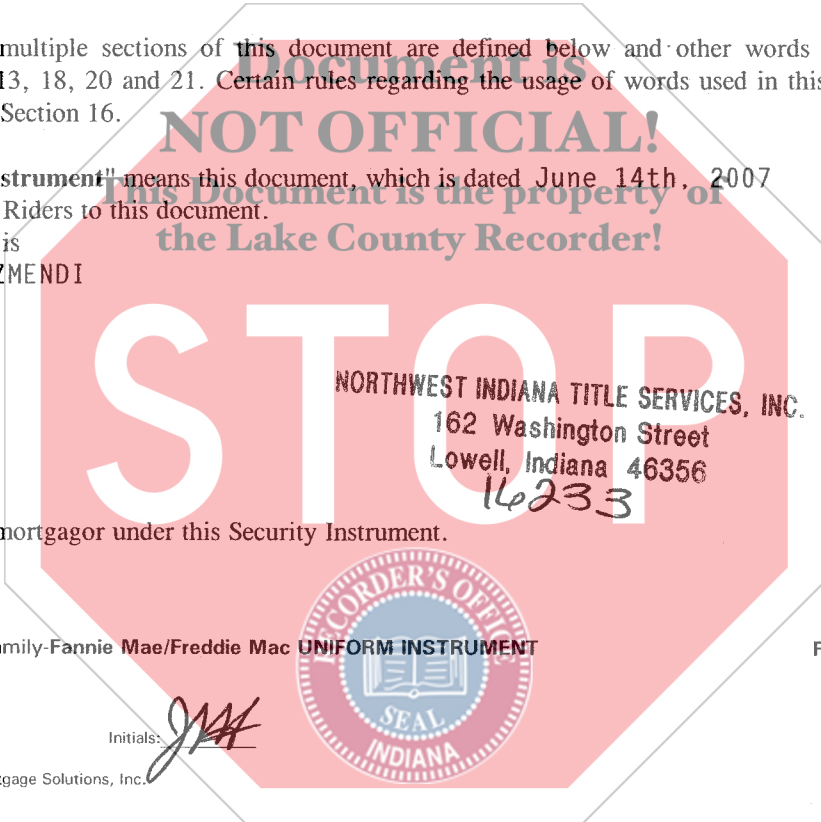 multiple sections of this document are defined below and other words
13, 18, 20 and 21. Certain rules regarding the usage of words used in this
Section 16.
Document is
NOT OFFICIAL!
This Document is the property of
the Lake County Recorder!
strument" means this document, which is dated June 14th, 2007
Riders to this document.
is
ZMENDI
STOP
NORTHWEST INDIANA TITLE SERVICES, INC.
162 Washington Street
Lowell, Indiana 46356
16233
mortgagor under this Security Instrument.
RECORDER'S OFFICE
SEAL
INDIANA
amily-Fannie Mae/Freddie Mac UNIFORM INSTRUMENT
F
Initials:
tgage Solutions, Inc.